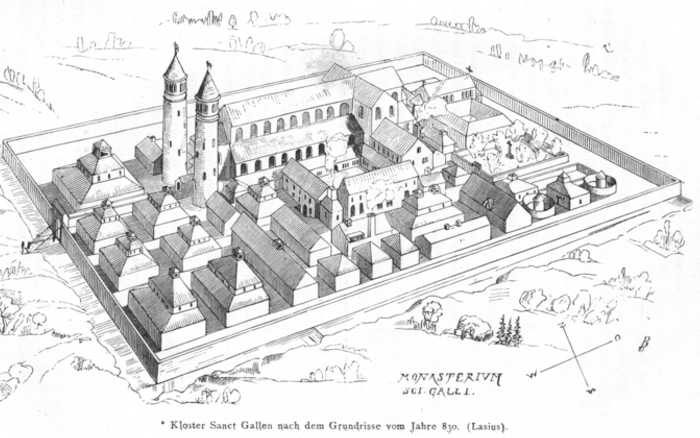 MONASTERIVM
SCI. GALLI.
W
O
S
B
* Kloster Sanct Gallen nach dem Grundrisse vom Jahre 830. (Lasius).